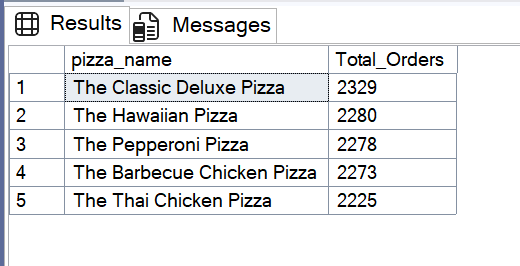 Results Messages
pizza_name Total_Orders
1 The Classic Deluxe Pizza 2329
2 The Hawaiian Pizza 2280
3 The Pepperoni Pizza 2278
4 The Barbecue Chicken Pizza 2273
5 The Thai Chicken Pizza 2225